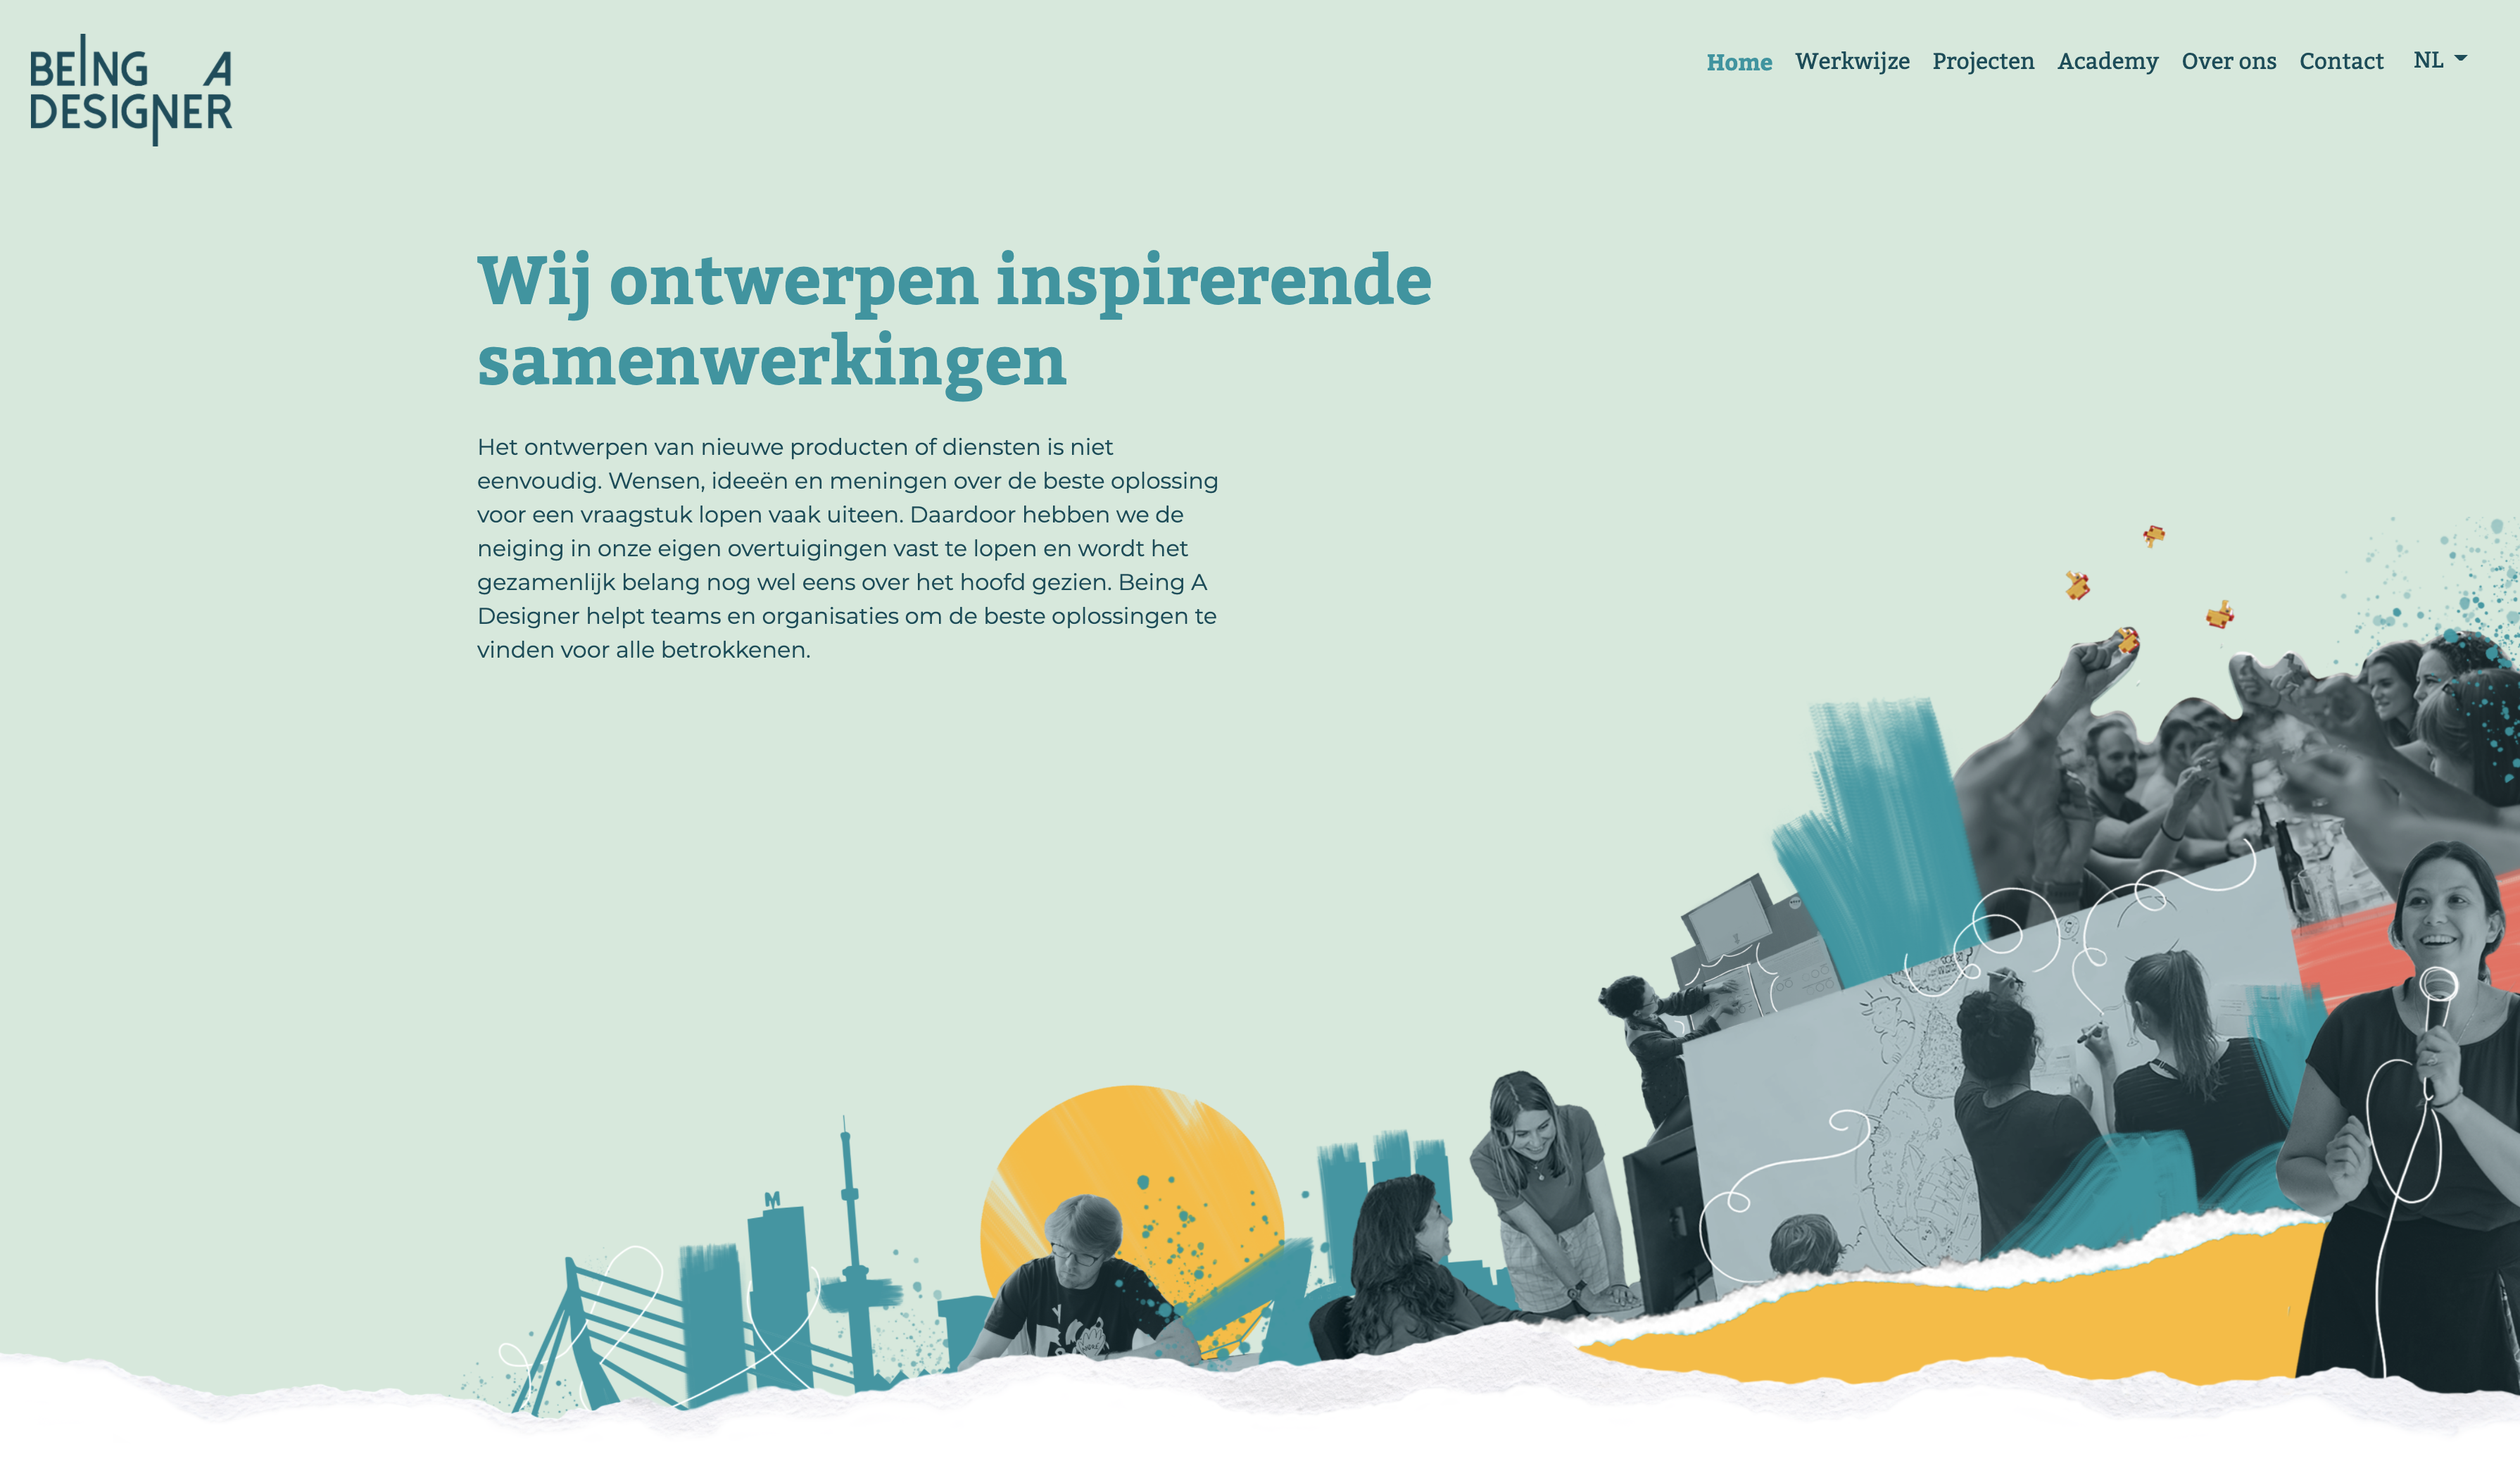 BEING A
DESIGNER
Home Werkwijze Projecten Academy Over ons Contact NL
Wij ontwerpen inspirerende
samenwerkingen
Het ontwerpen van nieuwe producten of diensten is niet
eenvoudig. Wensen, ideeën en meningen over de beste oplossing
voor een vraagstuk lopen vaak uiteen. Daardoor hebben we de
neiging in onze eigen overtuigingen vast te lopen en wordt het
gezamenlijk belang nog wel eens over het hoofd gezien. Being A
Designer helpt teams en organisaties om de beste oplossingen te
vinden voor alle betrokkenen.
M